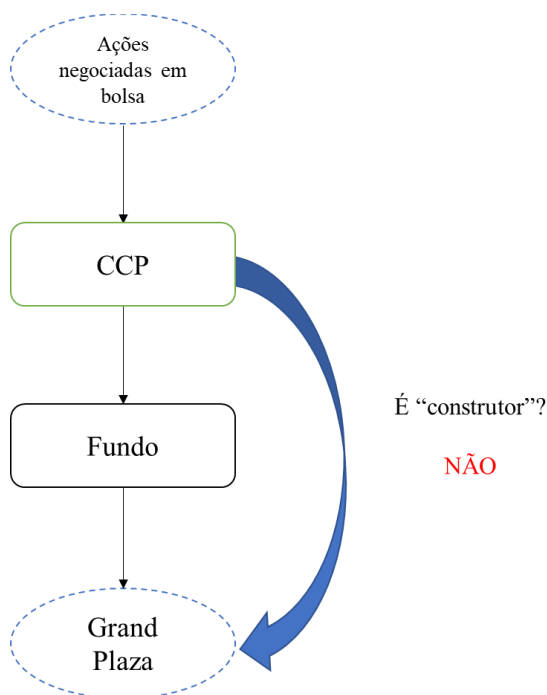 Ações
negociadas em
bolsa
CCP
É “construtor”?
Fundo
NÃO
Grand
Plaza